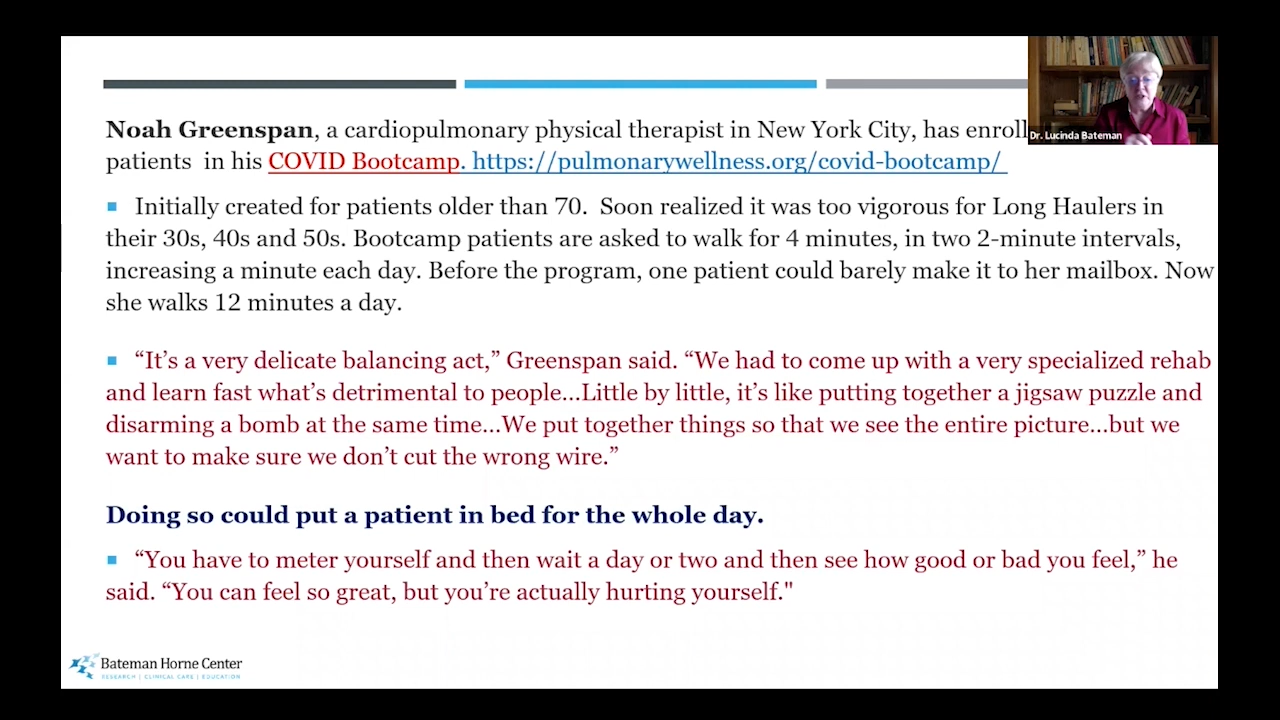 Noah Greenspan, a cardiopulmonary physical therapist in New York City, has enroll
Dr. Lucinda Bateman
patients in his COVID Bootcamp. https://pulmonarywellness.org/covid-bootcamp/
Initially created for patients older than 70. Soon realized it was too vigorous for Long Haulers in
their 30s, 40s and 50s. Bootcamp patients are asked to walk for 4 minutes, in two 2-minute intervals,
increasing a minute each day. Before the program, one patient could barely make it to her mailbox. Now
she walks 12 minutes a day.
“It’s a very delicate balancing act,” Greenspan said. “We had to come up with a very specialized rehab
and learn fast what’s detrimental to people…Little by little, it’s like putting together a jigsaw puzzle and
disarming a bomb at the same time…We put together things so that we see the entire picture…but we
want to make sure we don’t cut the wrong wire.”
Doing so could put a patient in bed for the whole day.
“You have to meter yourself and then wait a day or two and then see how good or bad you feel,” he
said. “You can feel so great, but you’re actually hurting yourself."
Bateman Horne Center
RESEARCH | CLINICAL CARE | EDUCATION